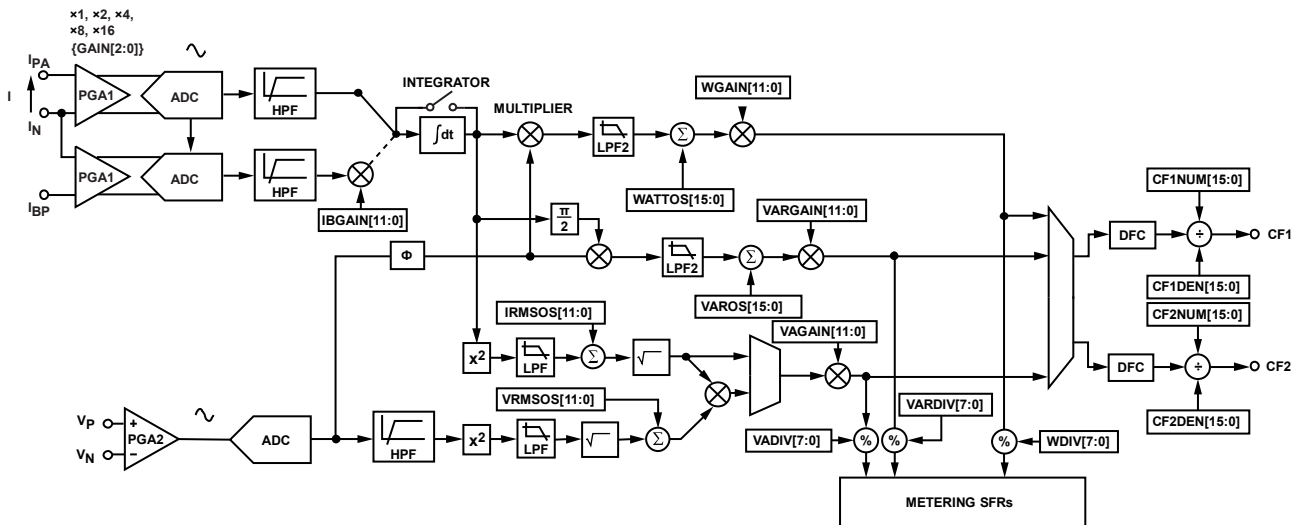 ×1, ×2, ×4,
×8, ×16
{GAIN[2:0]}
IPA
I
IN
IBP
PGA1
ADC
HPF
PGA1
ADC
HPF
IBGAIN[11:0]
INTEGRATOR
∫dt
MULTIPLIER
LPF2
Σ
WATTOS[15:0]
WGAIN[11:0]
π
2
Φ
LPF2
Σ
VAROS[15:0]
VARGAIN[11:0]
IRMSOS[11:0]
x2
LPF
Σ
√
VAGAIN[11:0]
VRMSOS[11:0]
VP
VN
+
−
PGA2
ADC
HPF
x2
LPF
√
Σ
VADIV[7:0]
%
%
VARDIV[7:0]
%
WDIV[7:0]
METERING SFRs
CF1NUM[15:0]
DFC
÷
CF1
CF1DEN[15:0]
CF2NUM[15:0]
DFC
÷
CF2
CF2DEN[15:0]